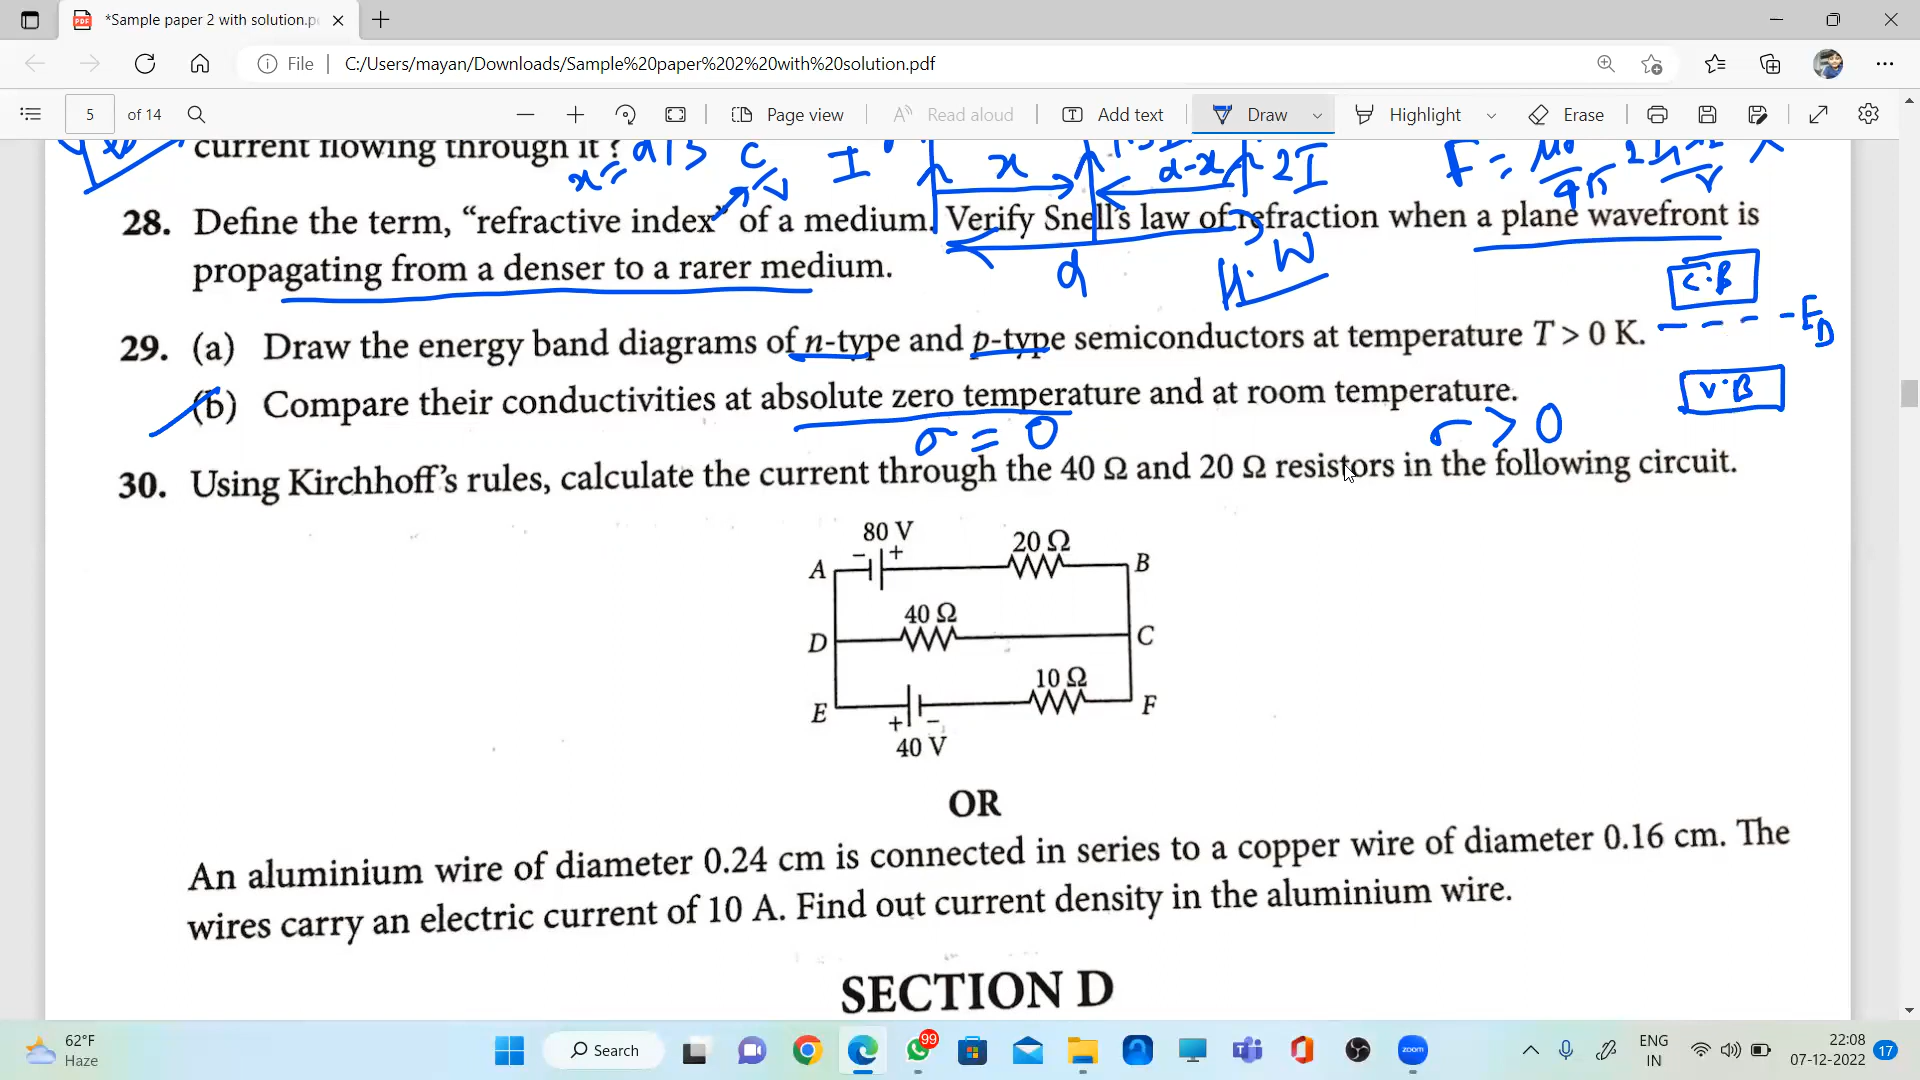 *Sample paper 2 with solution.p
File
C:/Users/mayan/Downloads/Sample%20paper%202%20with%20solution.pdf
5 of 14
Page view
Read aloud
Add text
Draw
Highlight
Erase
current flowing through it ?
x
d-x
2I
I
28. Define the term, “refractive index” of a medium. Verify Snell’s law of refraction when a plane wavefront is
propagating from a denser to a rarer medium.
d
H.W
C.B
29. (a) Draw the energy band diagrams of n-type and p-type semiconductors at temperature T > 0 K.
E_D
(b) Compare their conductivities at absolute zero temperature and at room temperature.
V.B
σ = 0
σ > 0
30. Using Kirchhoff’s rules, calculate the current through the 40 Ω and 20 Ω resistors in the following circuit.
80 V
20 Ω
A − + B
40 Ω
D C
10 Ω
E F
+ −
40 V
OR
An aluminium wire of diameter 0.24 cm is connected in series to a copper wire of diameter 0.16 cm. The
wires carry an electric current of 10 A. Find out current density in the aluminium wire.
SECTION D
62°F
Haze
Search
99
zoom
ENG
IN
22:08
07-12-2022
17